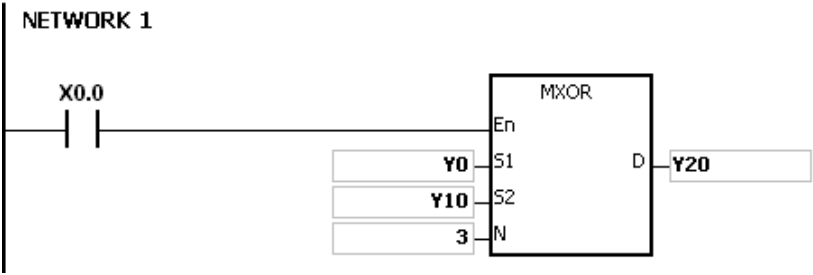 NETWORK 1
X0.0
MXOR
En
Y0 S1 D Y20
Y10 S2
3 N